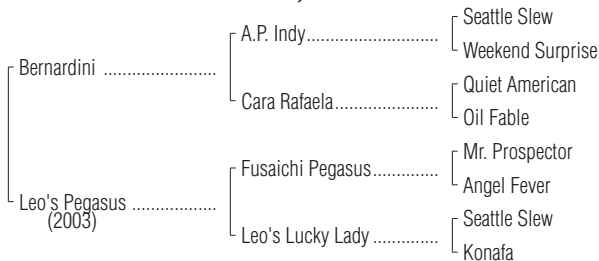 Seattle Slew
A.P. Indy
Weekend Surprise
Bernardini
Quiet American
Cara Rafaela
Oil Fable
Mr. Prospector
Fusaichi Pegasus
Angel Fever
Leo's Pegasus
(2003)
Seattle Slew
Leo's Lucky Lady
Konafa